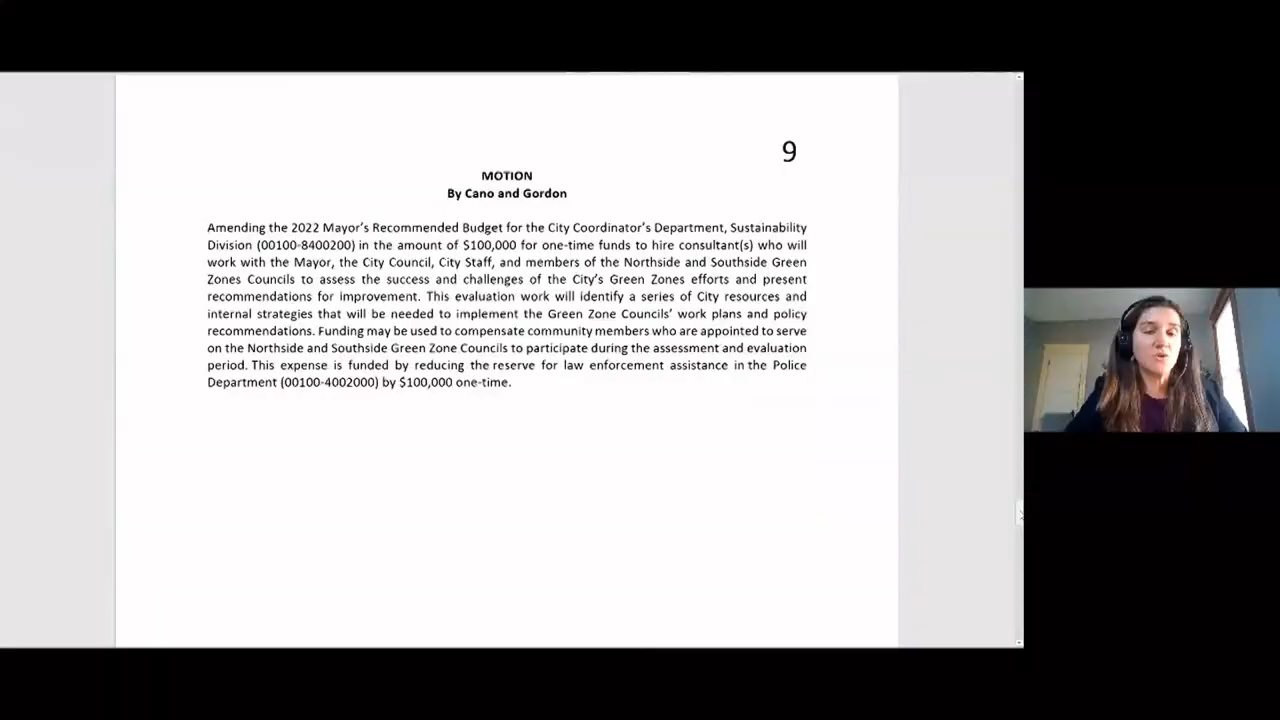 9
MOTION
By Cano and Gordon
Amending the 2022 Mayor's Recommended Budget for the City Coordinator's Department, Sustainability
Division (00100-8400200) in the amount of $100,000 for one-time funds to hire consultant(s) who will
work with the Mayor, the City Council, City Staff, and members of the Northside and Southside Green
Zones Councils to assess the success and challenges of the City's Green Zones efforts and present
recommendations for improvement. This evaluation work will identify a series of City resources and
internal strategies that will be needed to implement the Green Zone Councils' work plans and policy
recommendations. Funding may be used to compensate community members who are appointed to serve
on the Northside and Southside Green Zone Councils to participate during the assessment and evaluation
period. This expense is funded by reducing the reserve for law enforcement assistance in the Police
Department (00100-4002000) by $100,000 one-time.